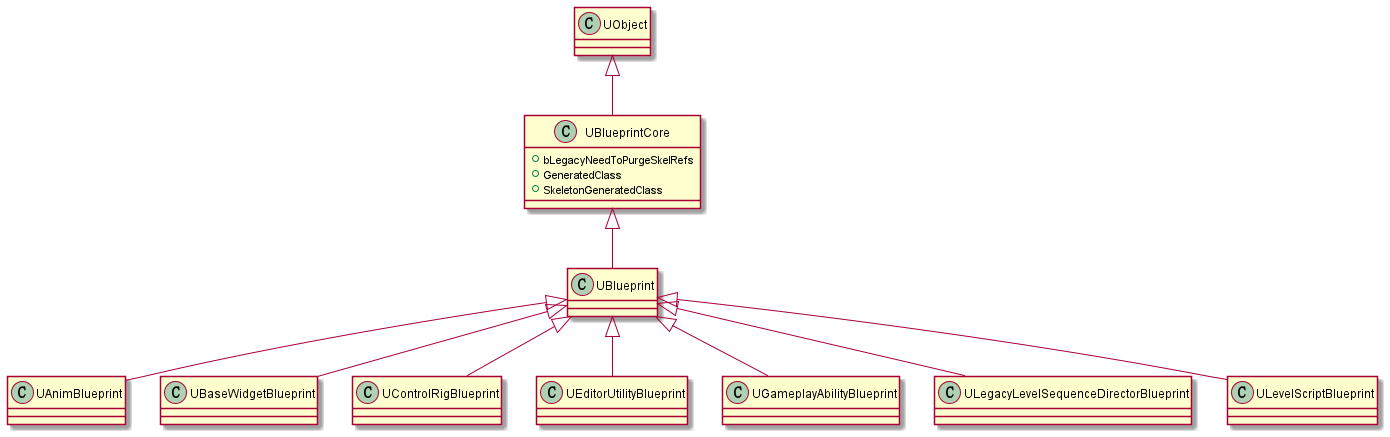 C UObject
C UBlueprintCore
bLegacyNeedToPurgeSkelRefs
GeneratedClass
SkeletonGeneratedClass
C UBlueprint
C UAnimBlueprint C UBaseWidgetBlueprint C UControlRigBlueprint C UEditorUtilityBlueprint C UGameplayAbilityBlueprint C ULegacyLevelSequenceDirectorBlueprint C ULevelScriptBlueprint